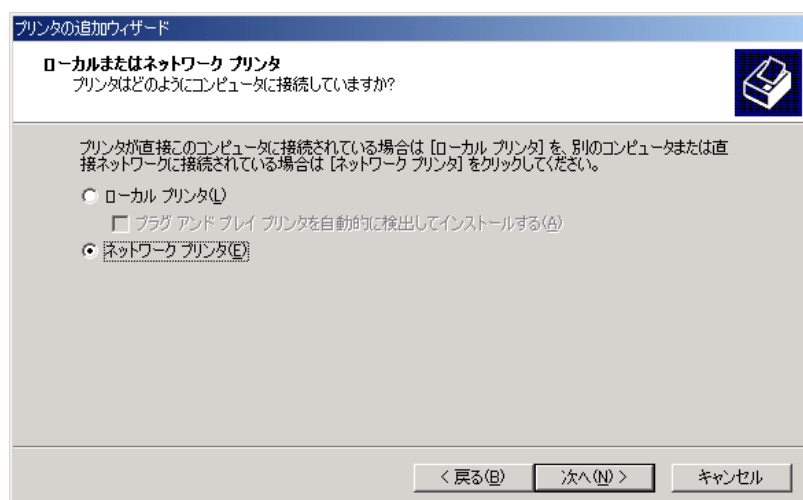 プリンタの追加ウィザード
ローカルまたはネットワーク プリンタ
プリンタはどのようにコンピュータに接続していますか?
プリンタが直接このコンピュータに接続されている場合は [ローカル プリンタ] を、別のコンピュータまたは直
接ネットワークに接続されている場合は [ネットワーク プリンタ] をクリックしてください。
ローカル プリンタ(L)
プラグ アンド プレイ プリンタを自動的に検出してインストールする(A)
ネットワーク プリンタ(E)
< 戻る(B) 次へ(N) > キャンセル